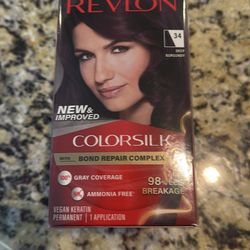 REVLON
34
DEEP
BURGUNDY
NEW &
IMPROVED
COLORSILK
WITH BOND REPAIR COMPLEX
100% GRAY COVERAGE
AMMONIA FREE
98%
BREAKAGE
VEGAN KERATIN
PERMANENT | 1 APPLICATION